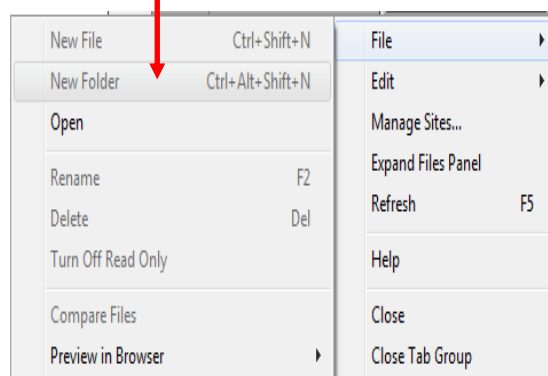 New File Ctrl+Shift+N
New Folder Ctrl+Alt+Shift+N
Open
Rename F2
Delete Del
Turn Off Read Only
Compare Files
Preview in Browser
File
Edit
Manage Sites...
Expand Files Panel
Refresh F5
Help
Close
Close Tab Group